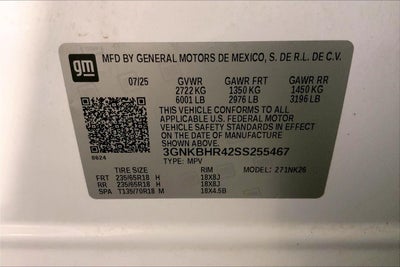 gm
MFD BY GENERAL MOTORS DE MEXICO, S. DE R.L. DE C.V.
07/25 GVWR GAWR FRT GAWR RR
2722 KG 1350 KG 1450 KG
6001 LB 2976 LB 3196 LB
THIS VEHICLE CONFORMS TO ALL
APPLICABLE U.S. FEDERAL MOTOR
VEHICLE SAFETY STANDARDS IN EFFECT
ON THE DATE OF MANUFACTURE
SHOWN ABOVE.
3GNKBHR42SS255467
0624 TYPE: MPV
TIRE SIZE RIM MODEL: 271NK26
FRT 235/65R18 H 18X8J
RR 235/65R18 H 18X8J
SPA T135/70R18 M 18X4.5B